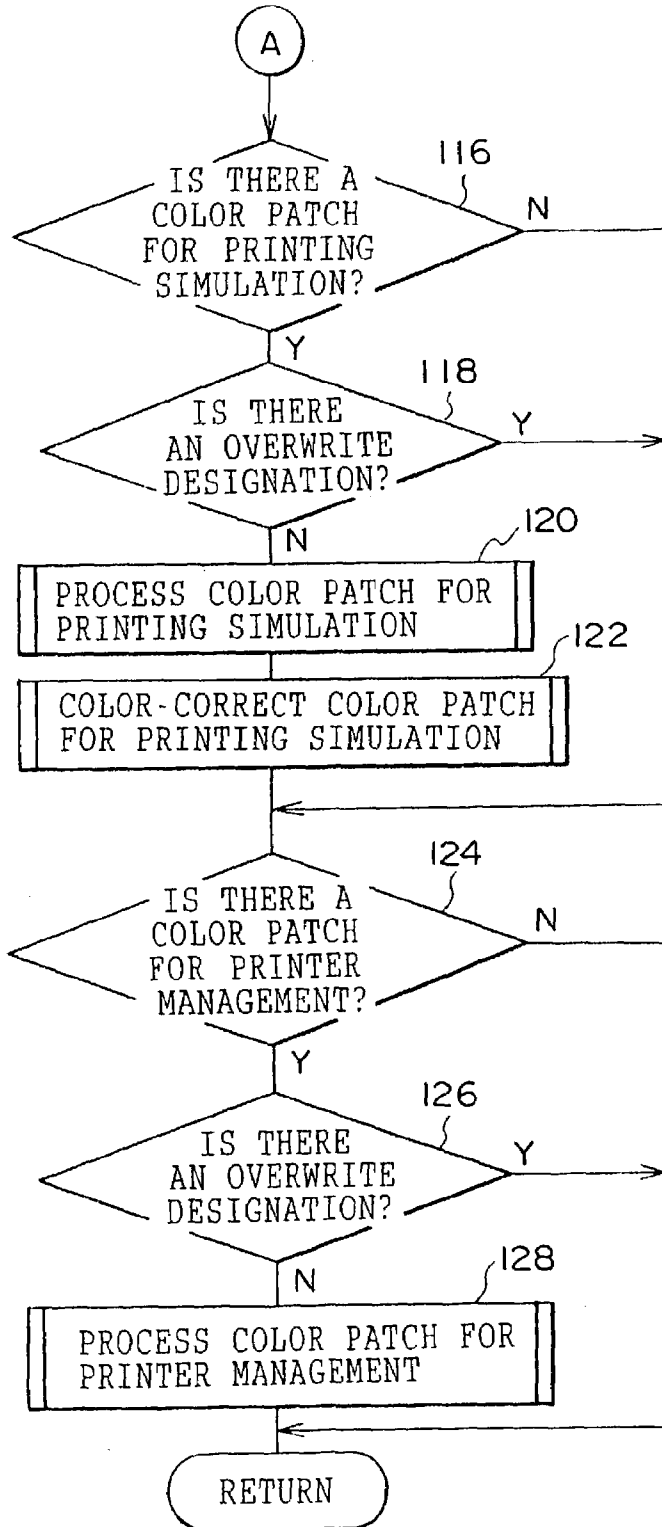 A
116
IS THERE A
COLOR PATCH
FOR PRINTING
SIMULATION?
N
Y
118
IS THERE
AN OVERWRITE
DESIGNATION?
Y
N
120
PROCESS COLOR PATCH FOR
PRINTING SIMULATION
122
COLOR-CORRECT COLOR PATCH
FOR PRINTING SIMULATION
124
IS THERE A
COLOR PATCH
FOR PRINTER
MANAGEMENT?
N
Y
126
IS THERE
AN OVERWRITE
DESIGNATION?
Y
N
128
PROCESS COLOR PATCH FOR
PRINTER MANAGEMENT
RETURN